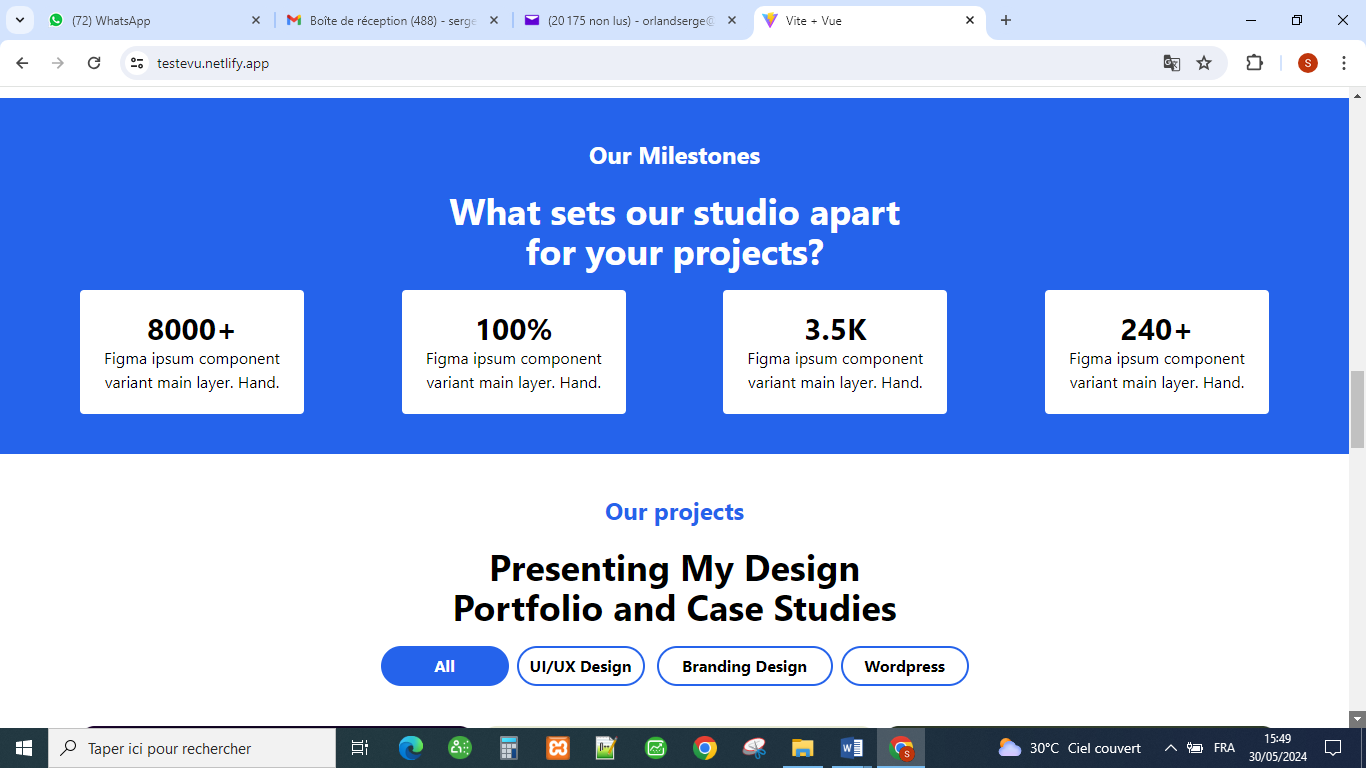 (72) WhatsApp
Boîte de réception (488) - serge
(20 175 non lus) - orlandserge@
Vite + Vue
testevu.netlify.app
S
Our Milestones
What sets our studio apart
for your projects?
8000+
Figma ipsum component
variant main layer. Hand.
100%
Figma ipsum component
variant main layer. Hand.
3.5K
Figma ipsum component
variant main layer. Hand.
240+
Figma ipsum component
variant main layer. Hand.
Our projects
Presenting My Design
Portfolio and Case Studies
All
UI/UX Design
Branding Design
Wordpress
Taper ici pour rechercher
30°C Ciel couvert
FRA
15:49
30/05/2024